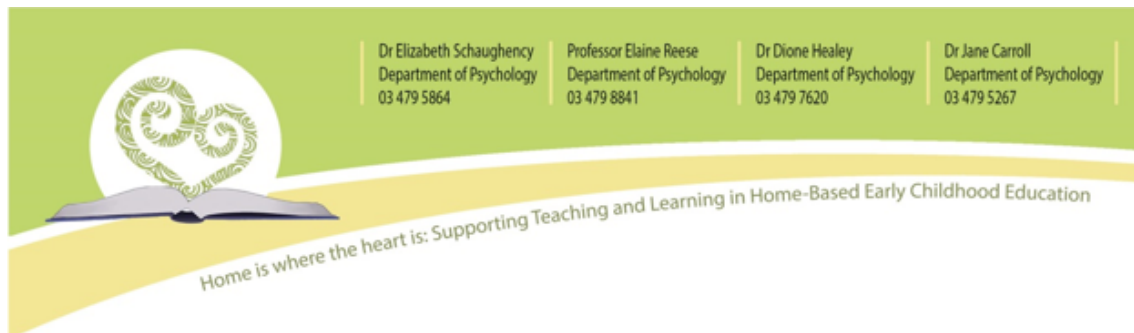 Dr Elizabeth Schaughency
Department of Psychology
03 479 5864
Professor Elaine Reese
Department of Psychology
03 479 8841
Dr Dione Healey
Department of Psychology
03 479 7620
Dr Jane Carroll
Department of Psychology
03 479 5267
Home is where the heart is: Supporting Teaching and Learning in Home-Based Early Childhood Education